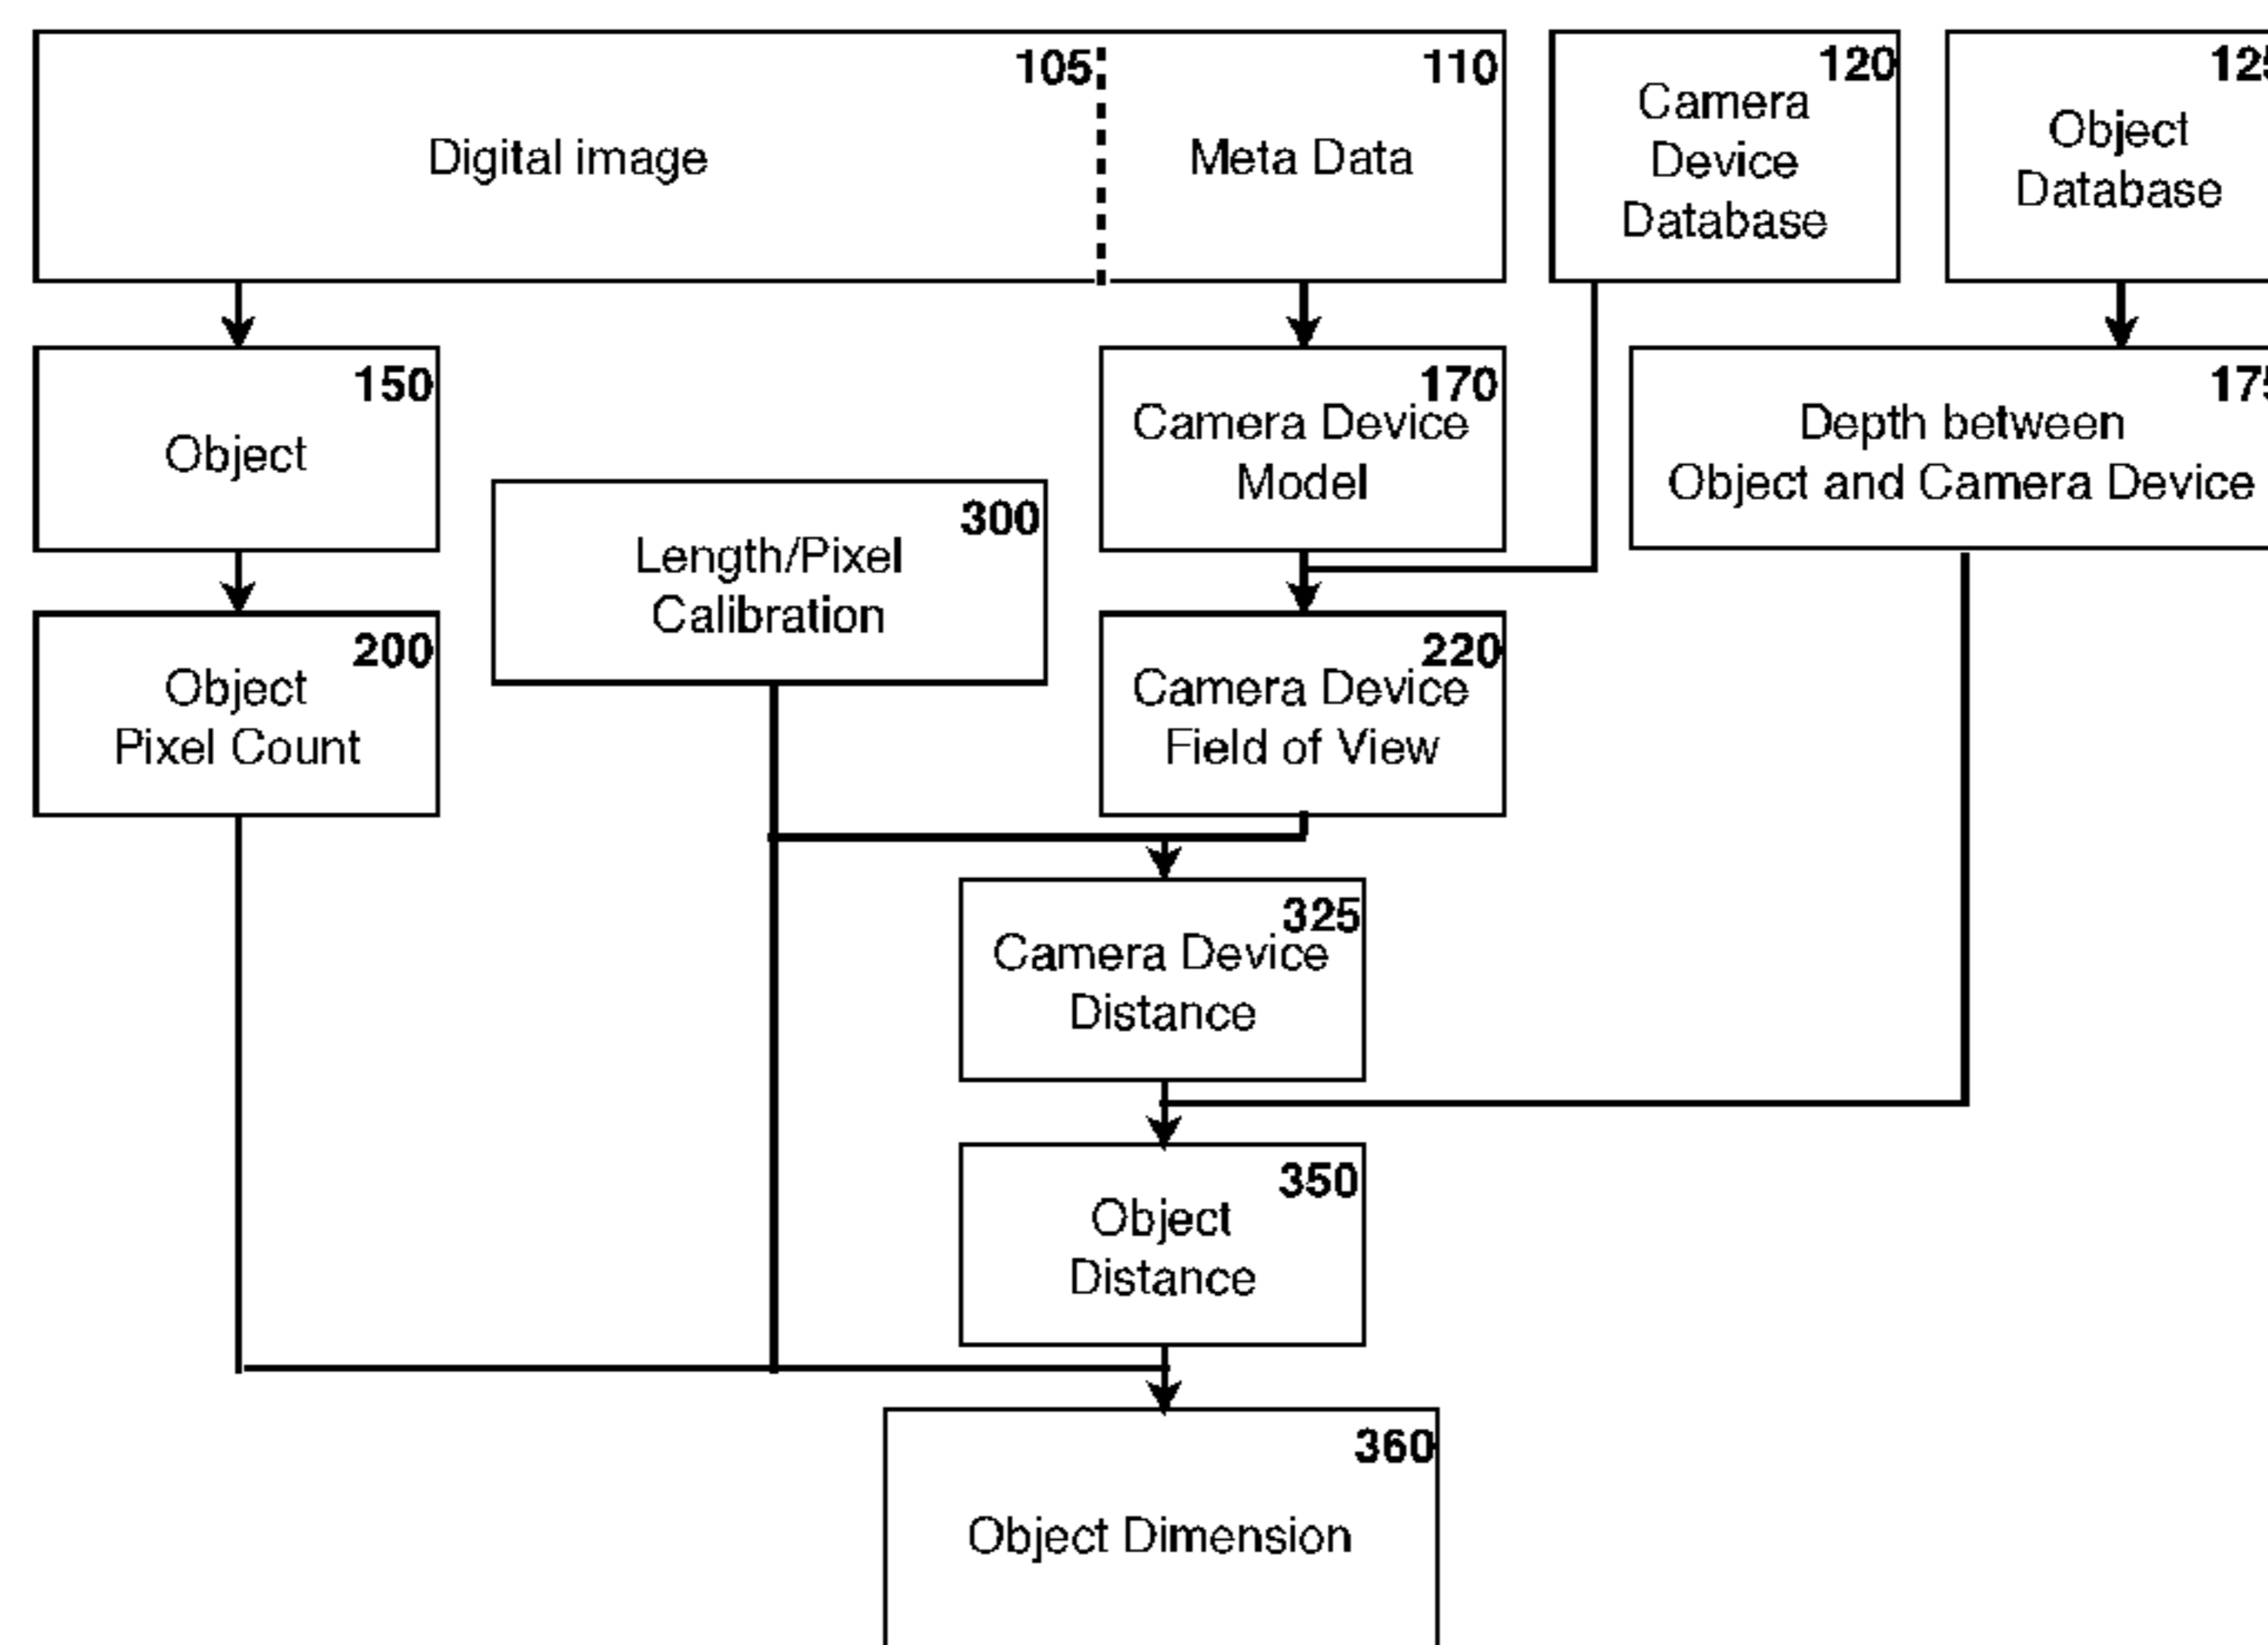 105
Digital image
110
Meta Data
120
Camera
Device
Database
Object
Database
150
Object
300
Length/Pixel
Calibration
170
Camera Device
Model
Depth between
Object and Camera Device
200
Object
Pixel Count
220
Camera Device
Field of View
325
Camera Device
Distance
350
Object
Distance
360
Object Dimension